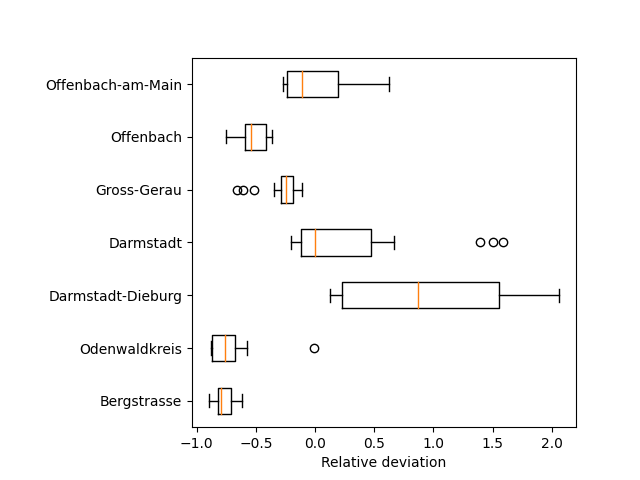 Offenbach-am-Main
Offenbach
Gross-Gerau
Darmstadt
Darmstadt-Dieburg
Odenwaldkreis
Bergstrasse
−1.0 −0.5 0.0 0.5 1.0 1.5 2.0
Relative deviation